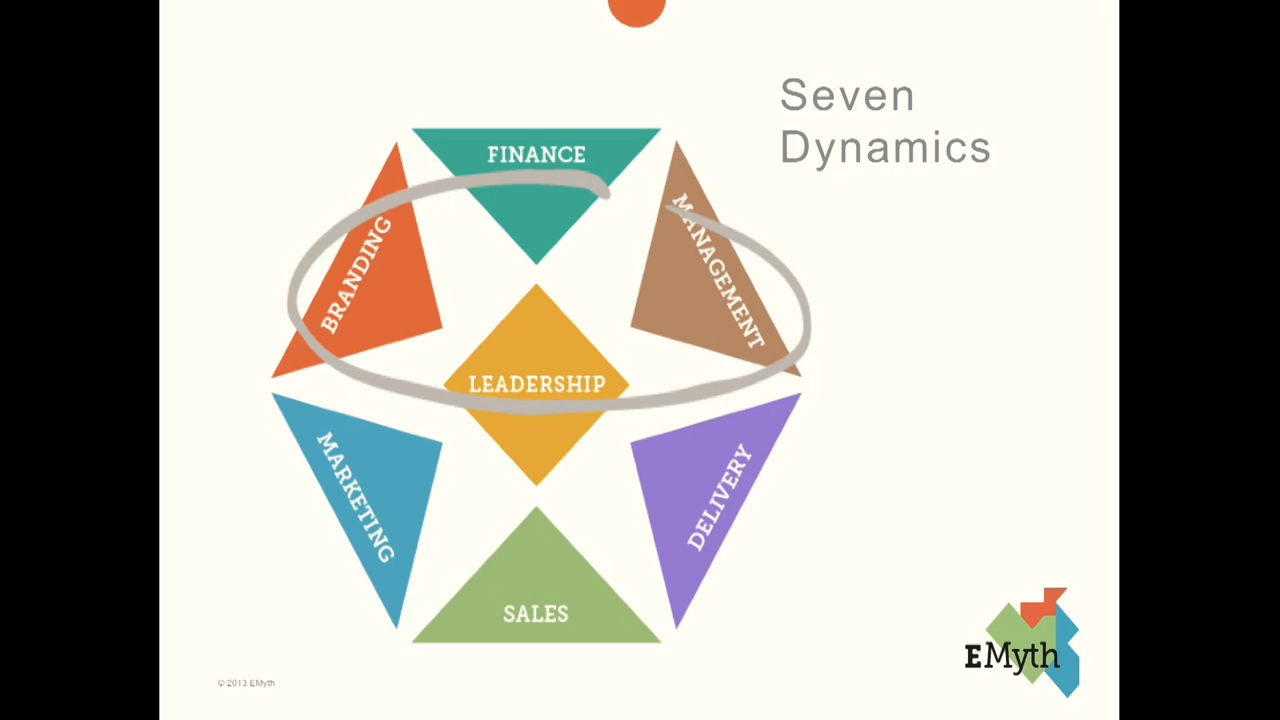 Seven
Dynamics
FINANCE
BRANDING
MANAGEMENT
LEADERSHIP
MARKETING
DELIVERY
SALES
EMyth
© 2013 EMyth